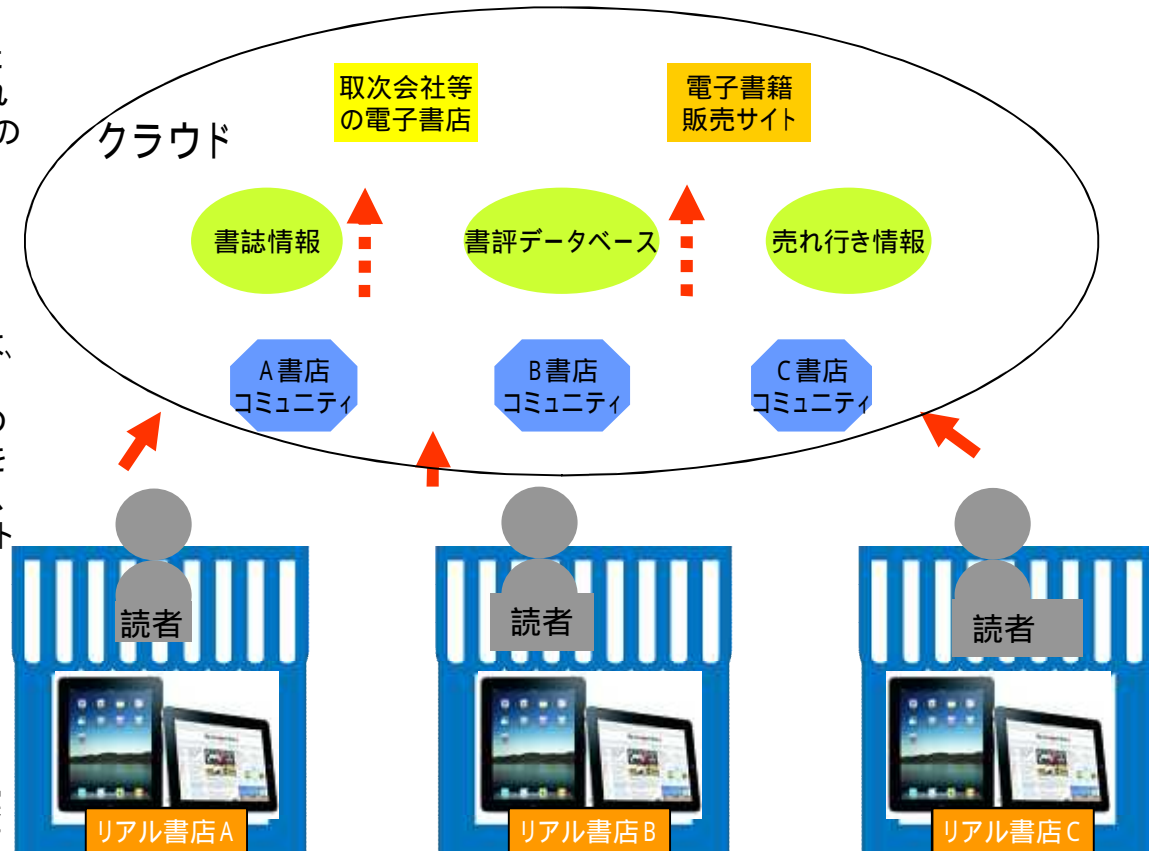 取次会社等
の電子書店
電子書籍
販売サイト
の
クラウド
書誌情報
書評データベース
売れ行き情報
A書店
コミュニティ
B書店
コミュニティ
C書店
コミュニティ
ト
読者
読者
読者
リアル書店A
リアル書店B
リアル書店C